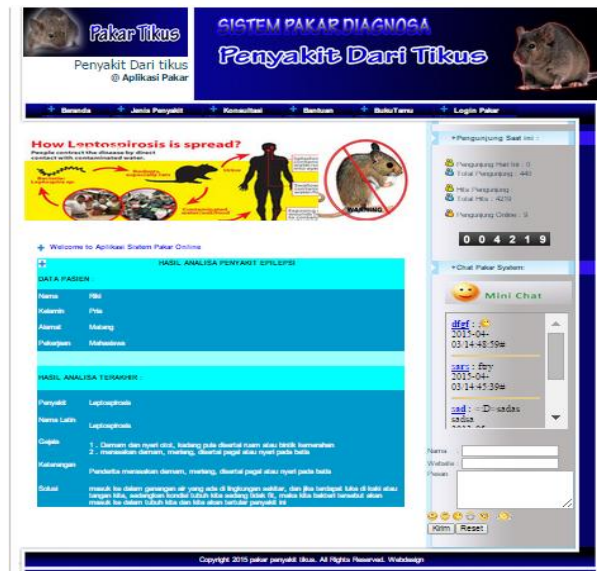 Pakar Tikus
Penyakit Dari tikus
@ Aplikasi Pakar
SISTEM PAKAR DIAGNOSA
Penyakit Dari Tikus
Beranda
Jenis Penyakit
Konsultasi
Bantuan
BukuTamu
Login Pakar
How Leptospirosis is spread?
People contract the disease by direct
contact with contaminated water.
Urine
WARNING
Welcome to Aplikasi Sistem Pakar Online
HASIL ANALISA PENYAKIT EPILEPSI
DATA PASIEN :
Nama Riki
Kelamin Pria
Alamat Malang
Pekerjaan Mahasiswa
HASIL ANALISA TERAKHIR :
Penyakit Leptospirosis
Nama Latin Leptospirosis
Gejala 1 . Demam dan nyeri otot, kadang pula disertai ruam atau bintik kemerahan
2 . merasakan demam, meriang, disertai pegal atau nyeri pada betis
Keterangan Penderita merasakan demam, meriang, disertai pegal atau nyeri pada betis
Solusi masuk ke dalam genangan air yang ada di lingkungan sekitar, dan jika terdapat luka di kaki atau
tangan kita, sedangkan kondisi tubuh kita sedang tidak fit, maka kita bakteri tersebut akan
masuk ke dalam tubuh kita dan kita akan tertular penyakit ini
+Pengunjung Saat ini :
Pengunjung Hari Ini :
Total Pengunjung : 440
Hits Pengunjung :
Total Hits : 4219
Pengunjung Online :
004219
+Chat Pakar System:
Mini Chat
dfgf :
2015-04-
03/14:48:59#
sars : ftry
2015-04-
03/14:45:39#
sad : =D=sadas
sadsa
Nama :
Website :
Pesan
Kirim Reset
Copyright 2015 pakar penyakit tikus. All Rights Reserved. Webdesign